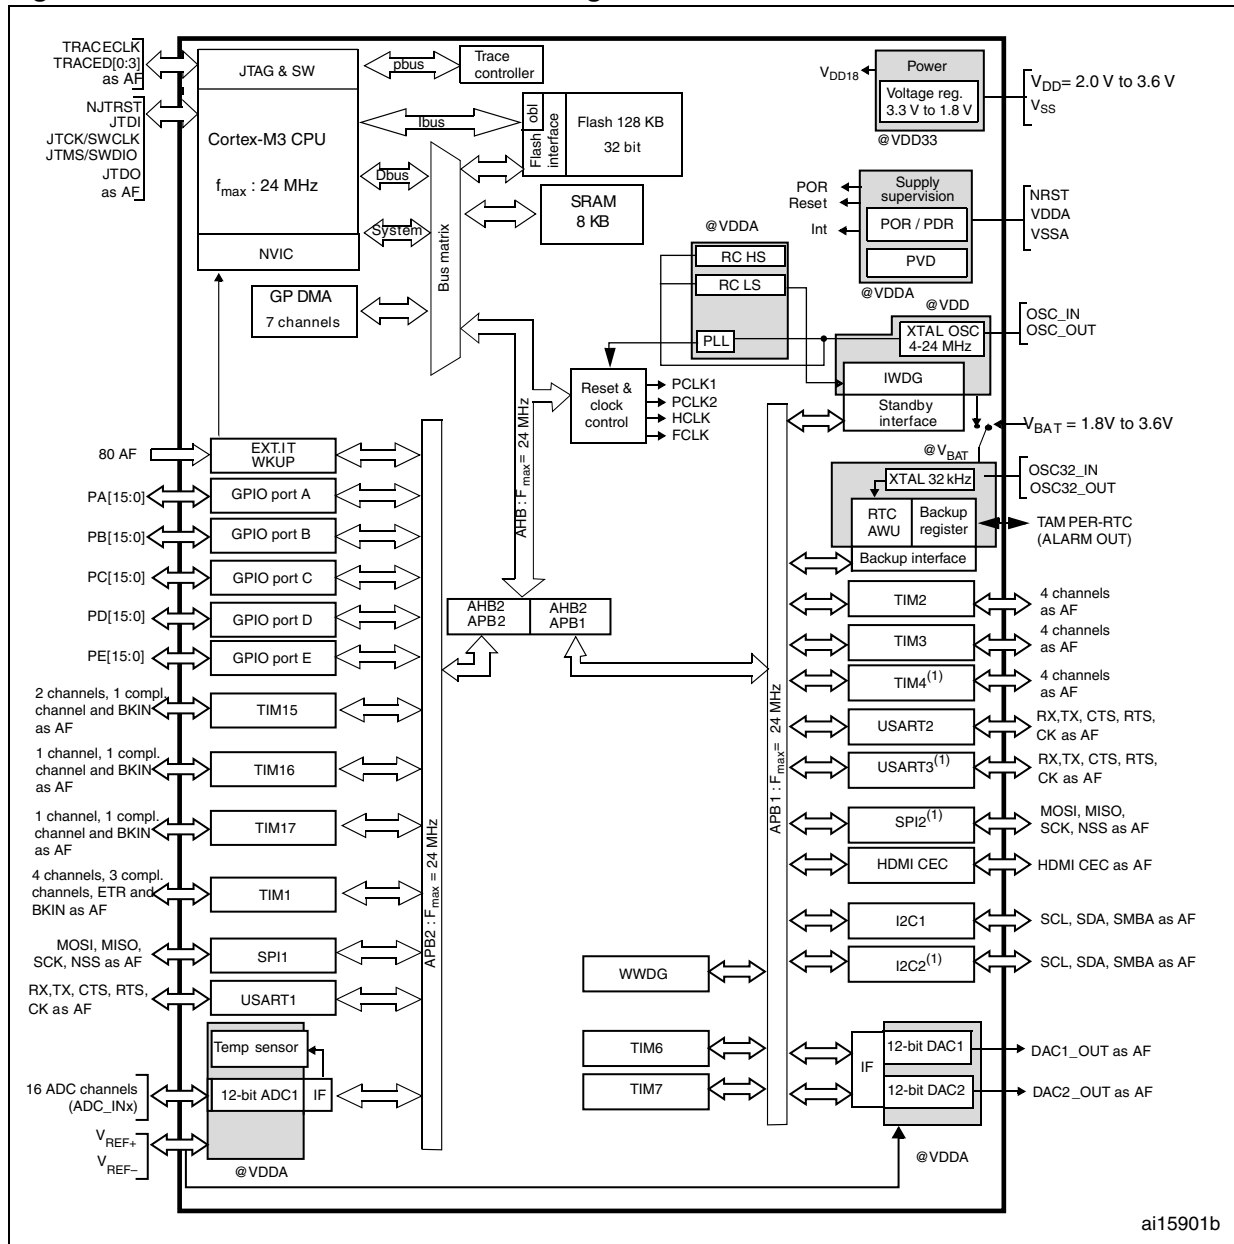 TRACECLK
TRACED[0:3]
as AF
NJTRST
JTDI
JTCK/SWCLK
JTMS/SWDIO
JTDO
as AF
JTAG & SW
Cortex-M3 CPU
fmax : 24 MHz
NVIC
pbus
Trace
controller
Ibus
Dbus
System
Bus matrix
Flash obl
interface
Flash 128 KB
32 bit
SRAM
8 KB
GP DMA
7 channels
VDD18
Power
Voltage reg.
3.3 V to 1.8 V
@VDD33
VDD= 2.0 V to 3.6 V
VSS
POR
Reset
Int
Supply
supervision
POR / PDR
PVD
@VDDA
NRST
VDDA
VSSA
@VDDA
RC HS
RC LS
PLL
@VDD
XTAL OSC
4-24 MHz
IWDG
Standby
interface
OSC_IN
OSC_OUT
Reset &
clock
control
PCLK1
PCLK2
HCLK
FCLK
VBAT = 1.8V to 3.6V
@VBAT
XTAL 32 kHz
OSC32_IN
OSC32_OUT
RTC
AWU
Backup
register
Backup interface
TAMPER-RTC
(ALARM OUT)
AHB : Fmax= 24 MHz
AHB2
APB2
AHB2
APB1
80 AF
EXT.IT
WKUP
PA[15:0]
GPIO port A
PB[15:0]
GPIO port B
PC[15:0]
GPIO port C
PD[15:0]
GPIO port D
PE[15:0]
GPIO port E
2 channels, 1 compl.
channel and BKIN
as AF
TIM15
1 channel, 1 compl.
channel and BKIN
as AF
TIM16
1 channel, 1 compl.
channel and BKIN
as AF
TIM17
4 channels, 3 compl.
channels, ETR and
BKIN as AF
TIM1
MOSI, MISO,
SCK, NSS as AF
SPI1
RX,TX, CTS, RTS,
CK as AF
USART1
Temp sensor
16 ADC channels
(ADC_INx)
12-bit ADC1
IF
VREF+
VREF–
@VDDA
APB2 : Fmax = 24 MHz
APB1 : Fmax= 24 MHz
TIM2
4 channels
as AF
TIM3
4 channels
as AF
TIM4(1)
4 channels
as AF
USART2
RX,TX, CTS, RTS,
CK as AF
USART3(1)
RX,TX, CTS, RTS,
CK as AF
SPI2(1)
MOSI, MISO,
SCK, NSS as AF
HDMI CEC
HDMI CEC as AF
I2C1
SCL, SDA, SMBA as AF
I2C2(1)
SCL, SDA, SMBA as AF
WWDG
TIM6
TIM7
IF
12-bit DAC1
DAC1_OUT as AF
12-bit DAC2
DAC2_OUT as AF
@VDDA
ai15901b